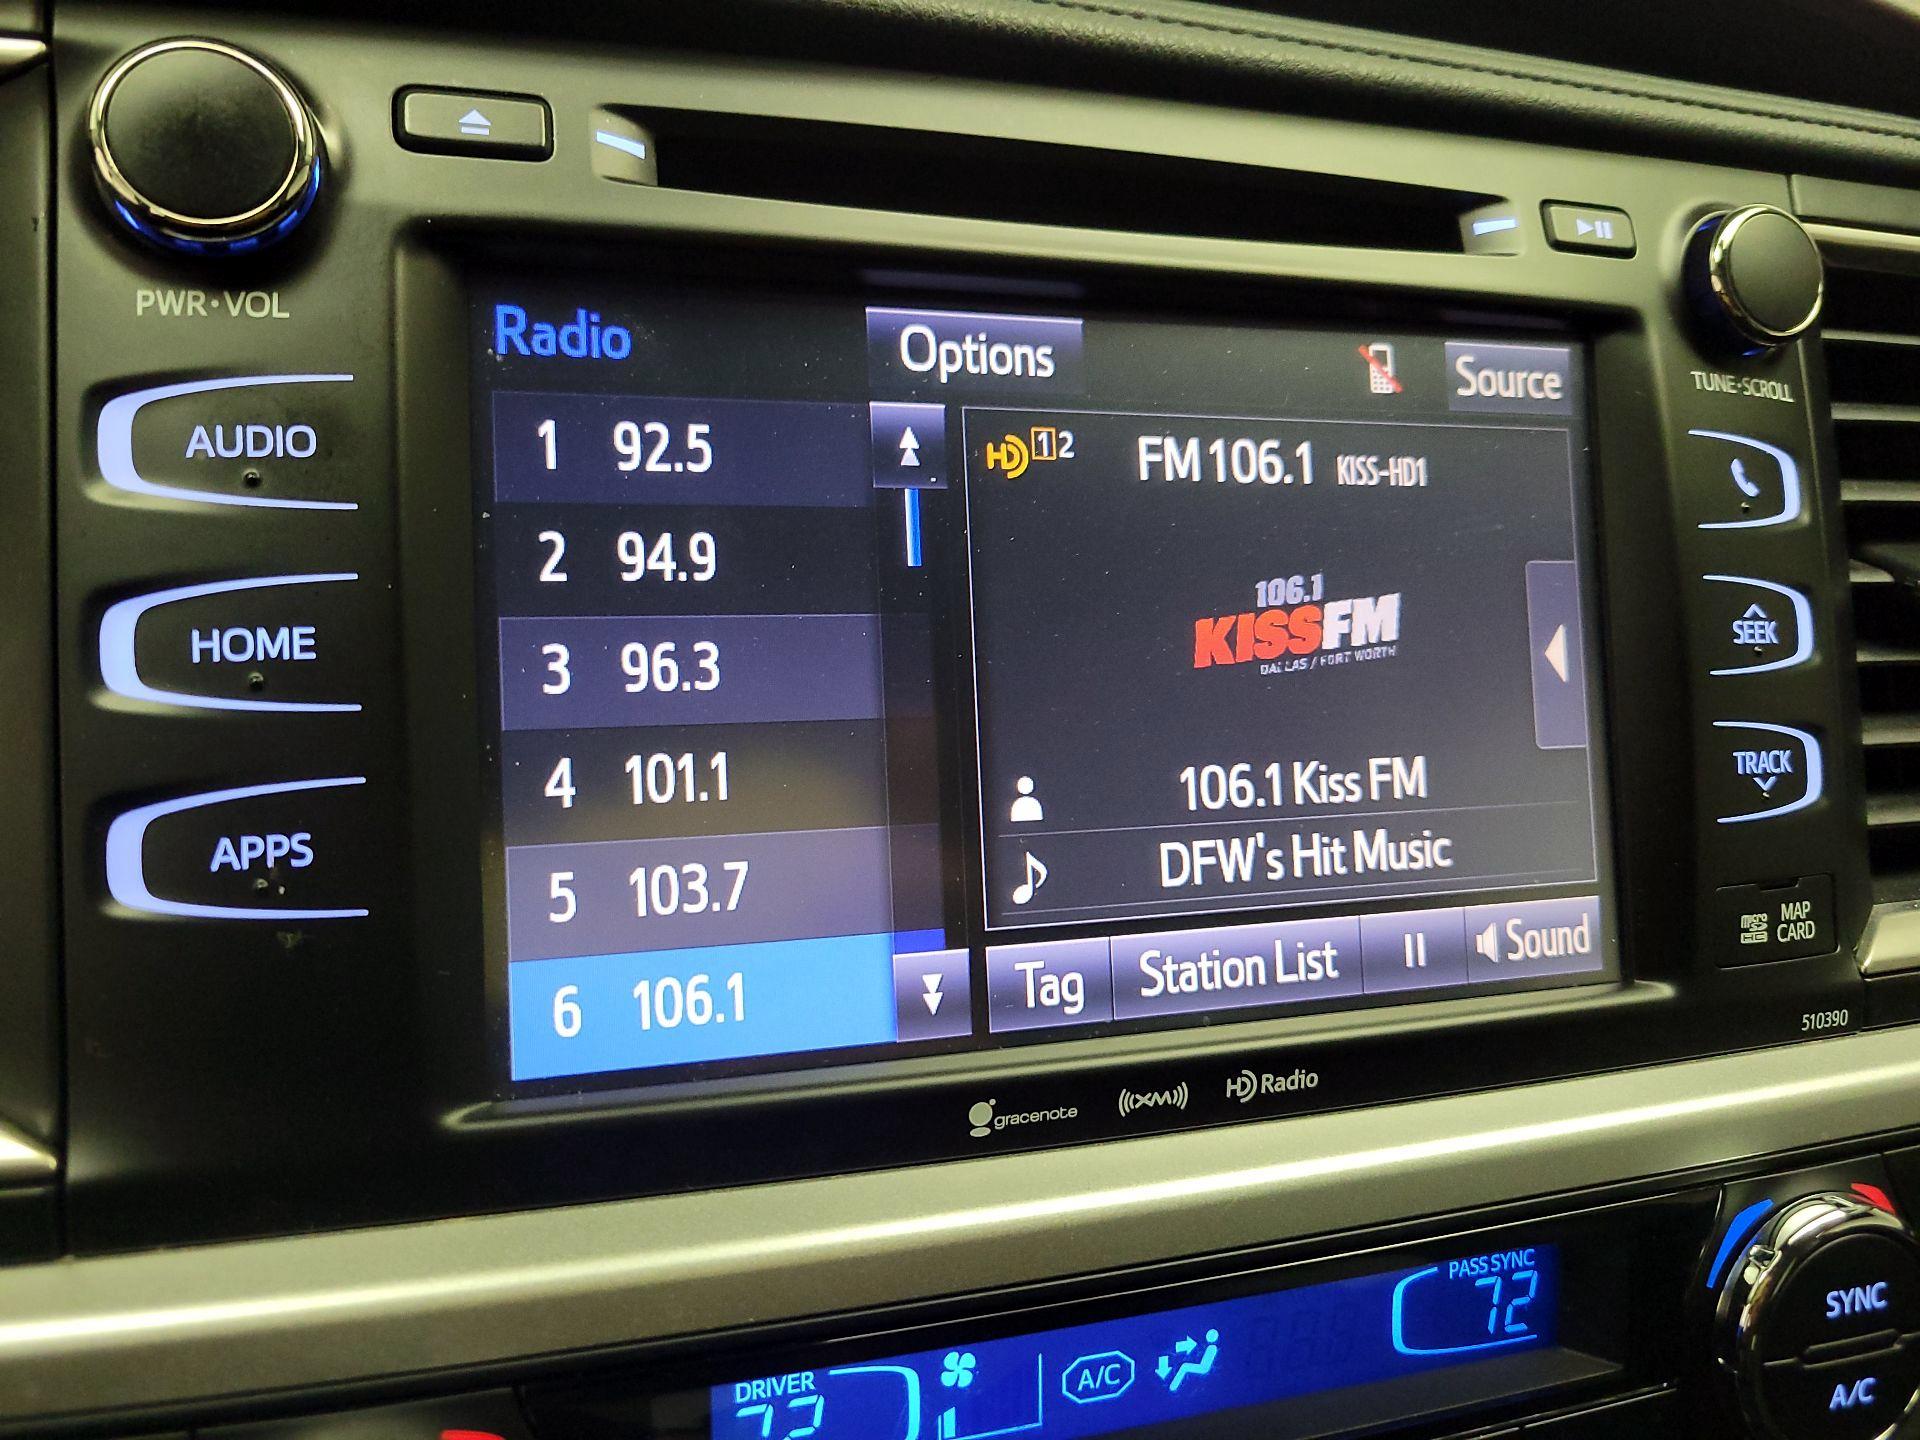 PWR•VOL
AUDIO
HOME
APPS
Radio
Options
Source
1 92.5
2 94.9
3 96.3
4 101.1
5 103.7
6 106.1
HD 1 2
FM 106.1 KISS-HD1
106.1
KISSFM
DALLAS / FORT WORTH
106.1 Kiss FM
DFW's Hit Music
Tag
Station List
Sound
TUNE•SCROLL
SEEK
TRACK
micro SD HC
MAP CARD
510390
gracenote
((XM))
HD Radio
DRIVER
72
A/C
PASS SYNC
72
SYNC
A/C